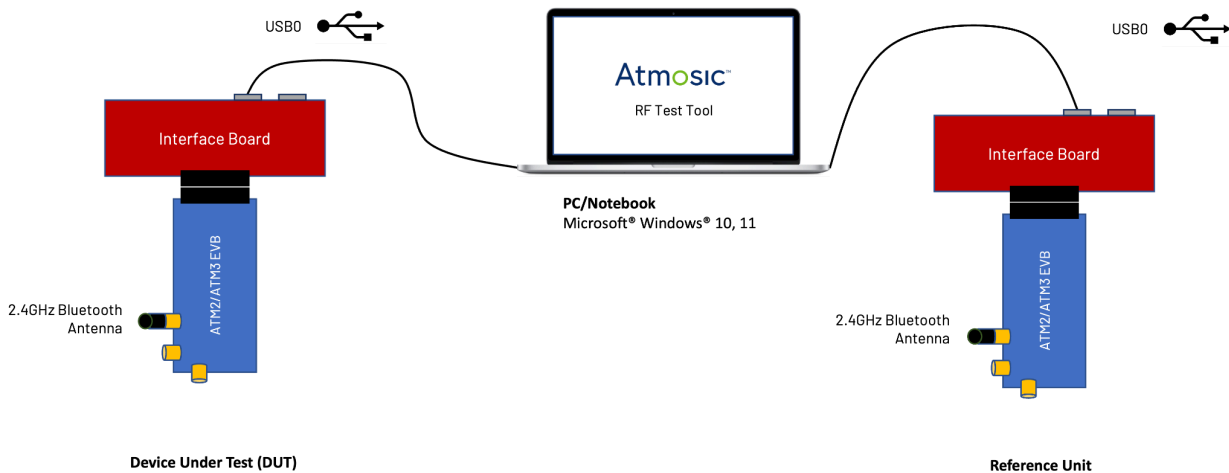 USB0
USB0
Atmosic™
RF Test Tool
Interface Board
Interface Board
PC/Notebook
Microsoft® Windows® 10, 11
ATM2/ATM3 EVB
ATM2/ATM3 EVB
2.4GHz Bluetooth
Antenna
2.4GHz Bluetooth
Antenna
Device Under Test (DUT)
Reference Unit